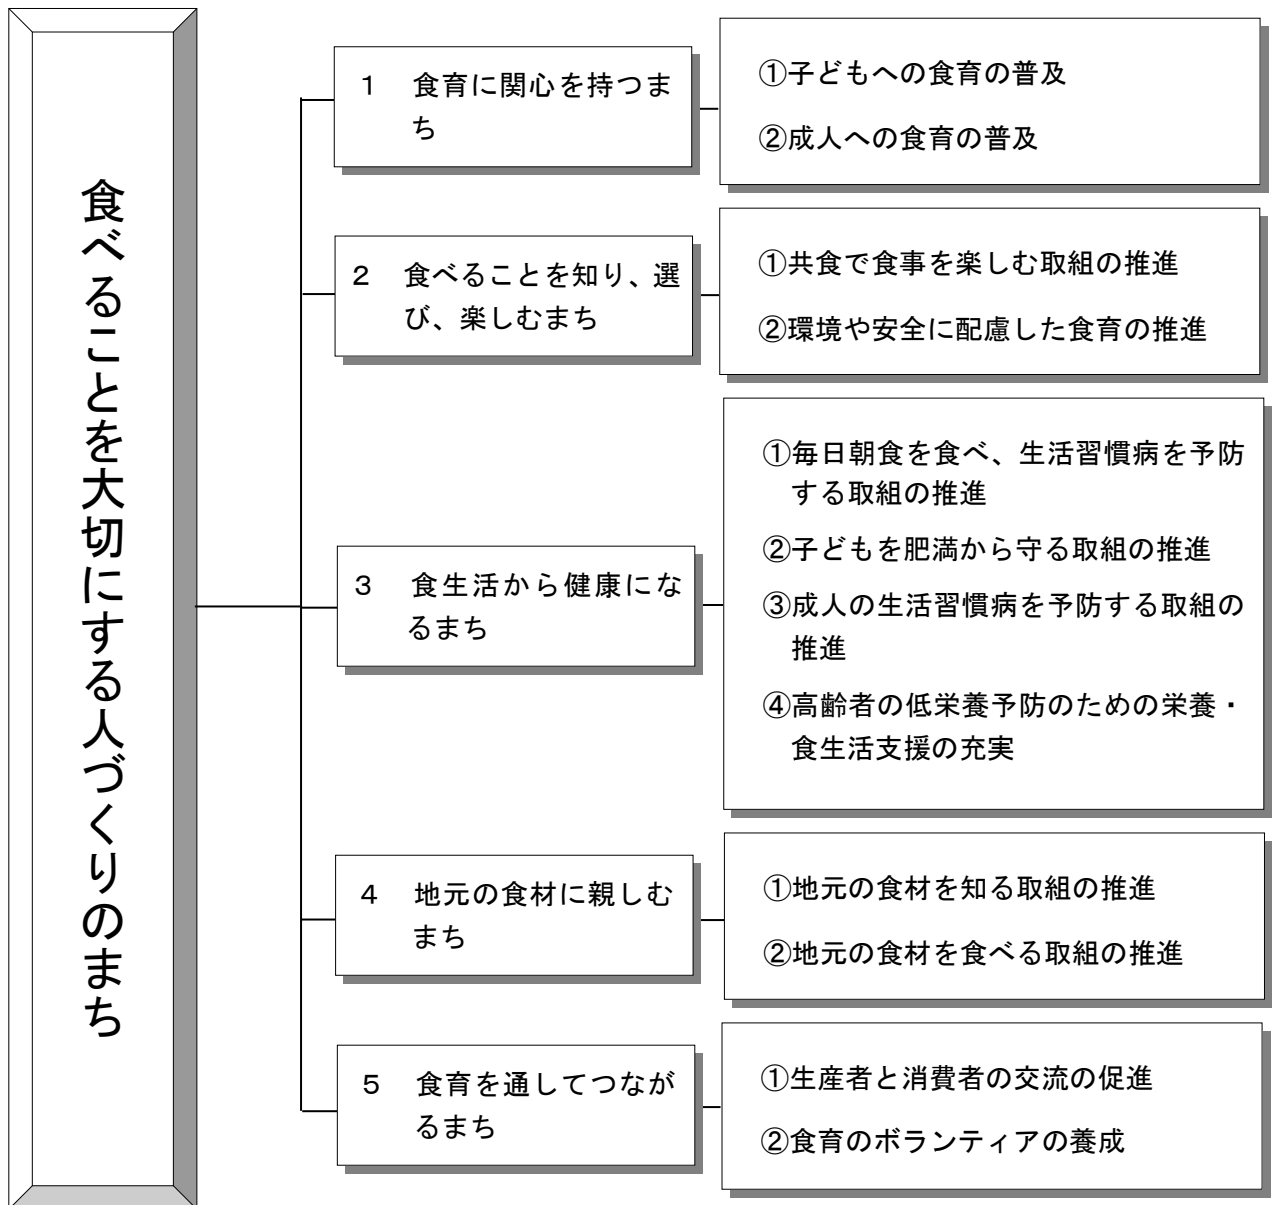 食べることを大切にする人づくりのまち
１　食育に関心を持つま
ち
①子どもへの食育の普及
②成人への食育の普及
２　食べることを知り、選
び、楽しむまち
①共食で食事を楽しむ取組の推進
②環境や安全に配慮した食育の推進
３　食生活から健康にな
るまち
①毎日朝食を食べ、生活習慣病を予防
する取組の推進
②子どもを肥満から守る取組の推進
③成人の生活習慣病を予防する取組の
推進
④高齢者の低栄養予防のための栄養・
食生活支援の充実
４　地元の食材に親しむ
まち
①地元の食材を知る取組の推進
②地元の食材を食べる取組の推進
５　食育を通してつなが
るまち
①生産者と消費者の交流の促進
②食育のボランティアの養成